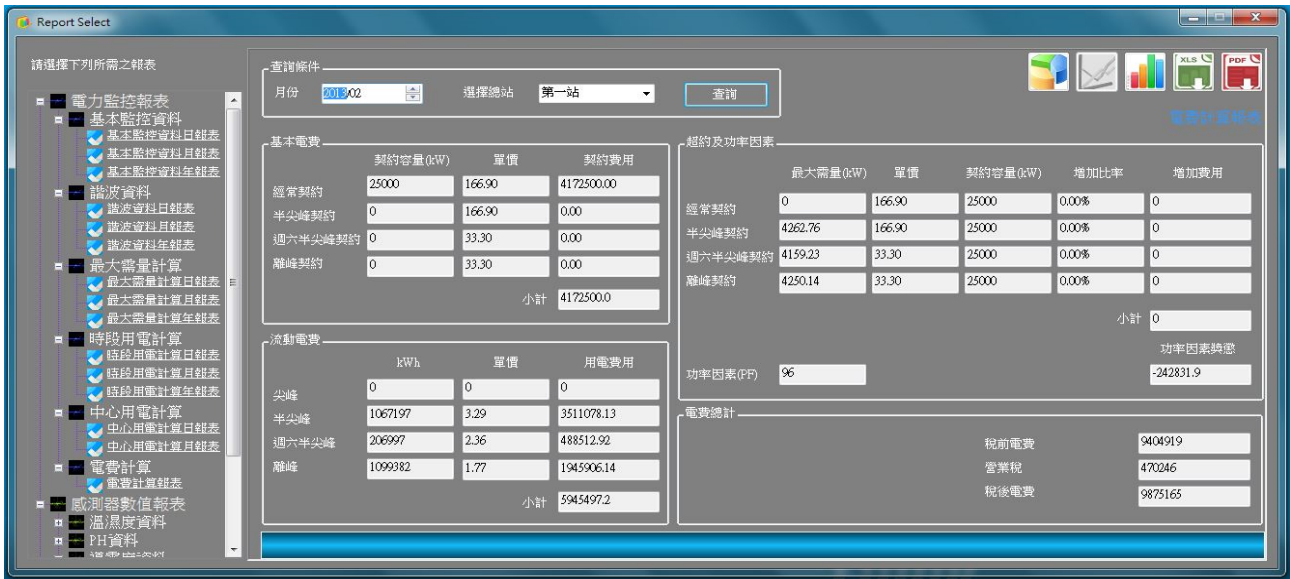 Report Select
請選擇下列所需之報表
電力監控報表
基本監控資料
基本監控資料日報表
基本監控資料月報表
基本監控資料年報表
諧波資料
諧波資料日報表
諧波資料月報表
諧波資料年報表
最大需量計算
最大需量計算日報表
最大需量計算月報表
最大需量計算年報表
時段用電計算
時段用電計算日報表
時段用電計算月報表
時段用電計算年報表
中心用電計算
中心用電計算日報表
中心用電計算月報表
電費計算
電費計算報表
感測器數值報表
溫濕度資料
PH資料
查詢條件
月份 2013/02 選擇總站 第一站 查詢
XLS PDF
電費計算報表
基本電費
契約容量(kW) 單價 契約費用
經常契約 25000 166.90 4172500.00
半尖峰契約 0 166.90 0.00
週六半尖峰契約 0 33.30 0.00
離峰契約 0 33.30 0.00
小計 4172500.0
流動電費
kWh 單價 用電費用
尖峰 0 0 0
半尖峰 1067197 3.29 3511078.13
週六半尖峰 206997 2.36 488512.92
離峰 1099382 1.77 1945906.14
小計 5945497.2
超約及功率因素
最大需量(kW) 單價 契約容量(kW) 增加比率 增加費用
經常契約 0 166.90 25000 0.00% 0
半尖峰契約 4262.76 166.90 25000 0.00% 0
週六半尖峰契約 4159.23 33.30 25000 0.00% 0
離峰契約 4250.14 33.30 25000 0.00% 0
小計 0
功率因素獎懲
功率因素(PF) 96 -242831.9
電費總計
稅前電費 9404919
營業稅 470246
稅後電費 9875165